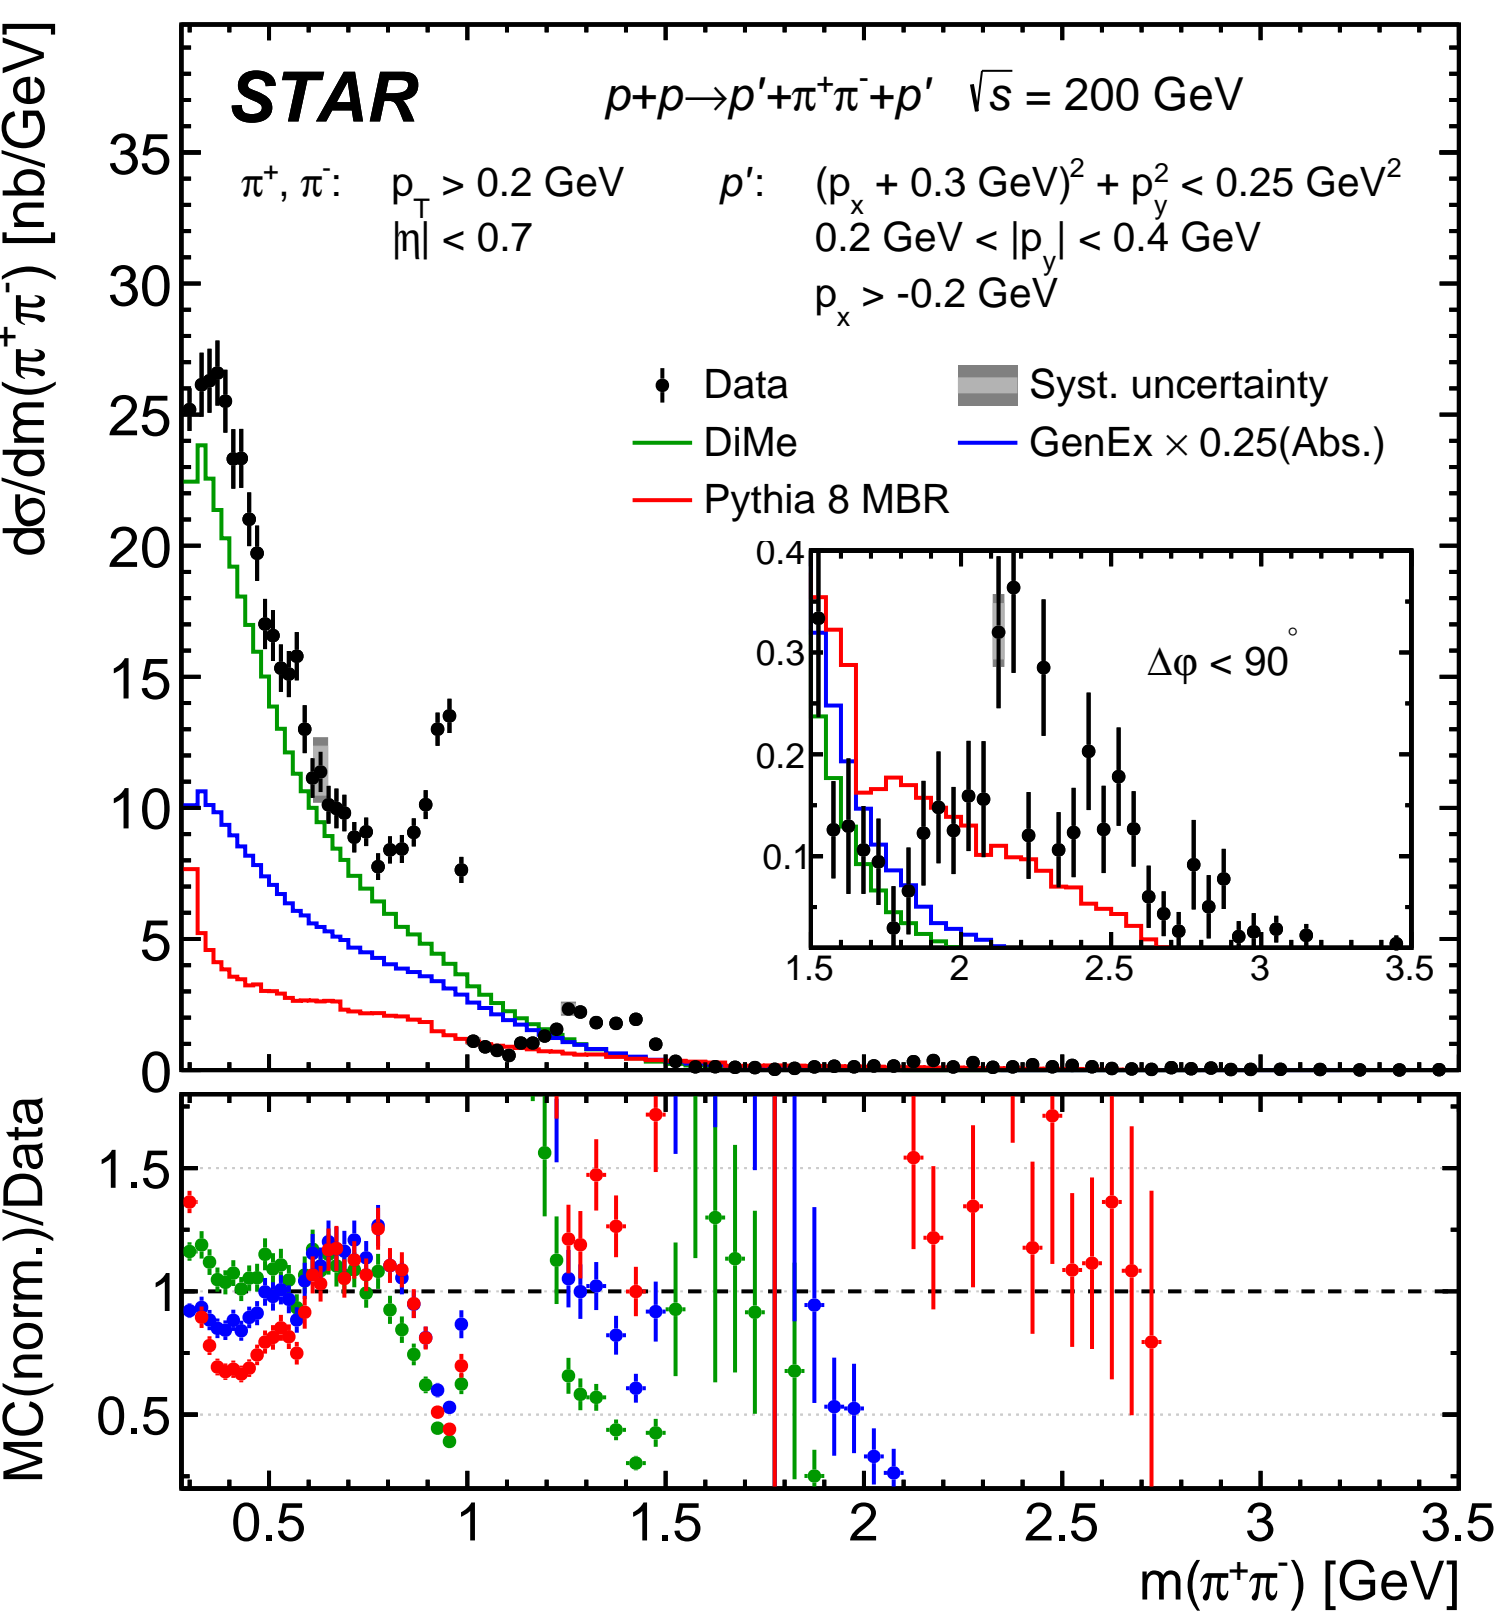 STAR
p+p→p′+π⁺π⁻+p′ √s = 200 GeV
π⁺, π⁻: p_T > 0.2 GeV p′: (p_x + 0.3 GeV)² + p_y² < 0.25 GeV²
|η| < 0.7 0.2 GeV < |p_y| < 0.4 GeV
p_x > -0.2 GeV
Data Syst. uncertainty
DiMe GenEx × 0.25(Abs.)
Pythia 8 MBR
dσ/dm(π⁺π⁻) [nb/GeV]
35
30
25
20
15
10
5
0
0.4
0.3
0.2
0.1
Δφ < 90°
1.5 2 2.5 3 3.5
MC(norm.)/Data
1.5
1
0.5
0.5 1 1.5 2 2.5 3 3.5
m(π⁺π⁻) [GeV]